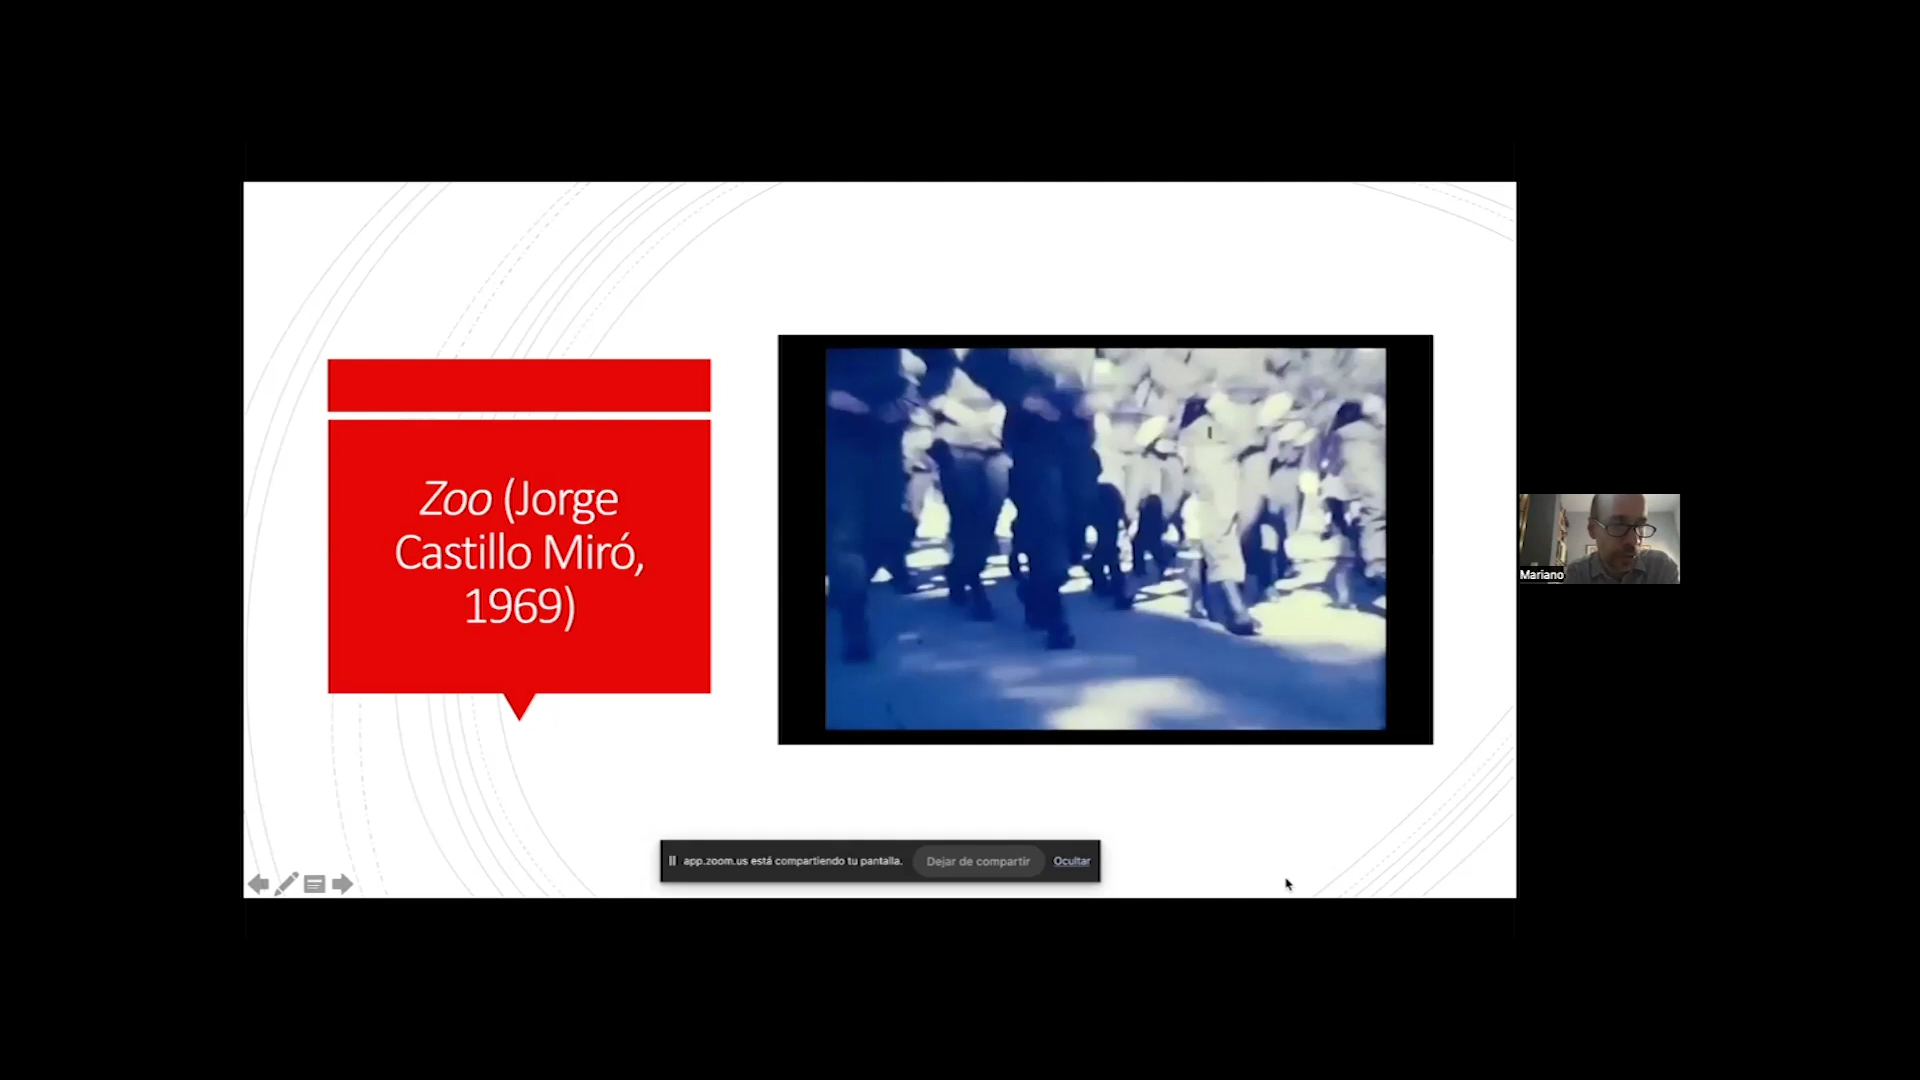 Zoo (Jorge
Castillo Miró,
1969)
Mariano
app.zoom.us está compartiendo tu pantalla.
Dejar de compartir
Ocultar